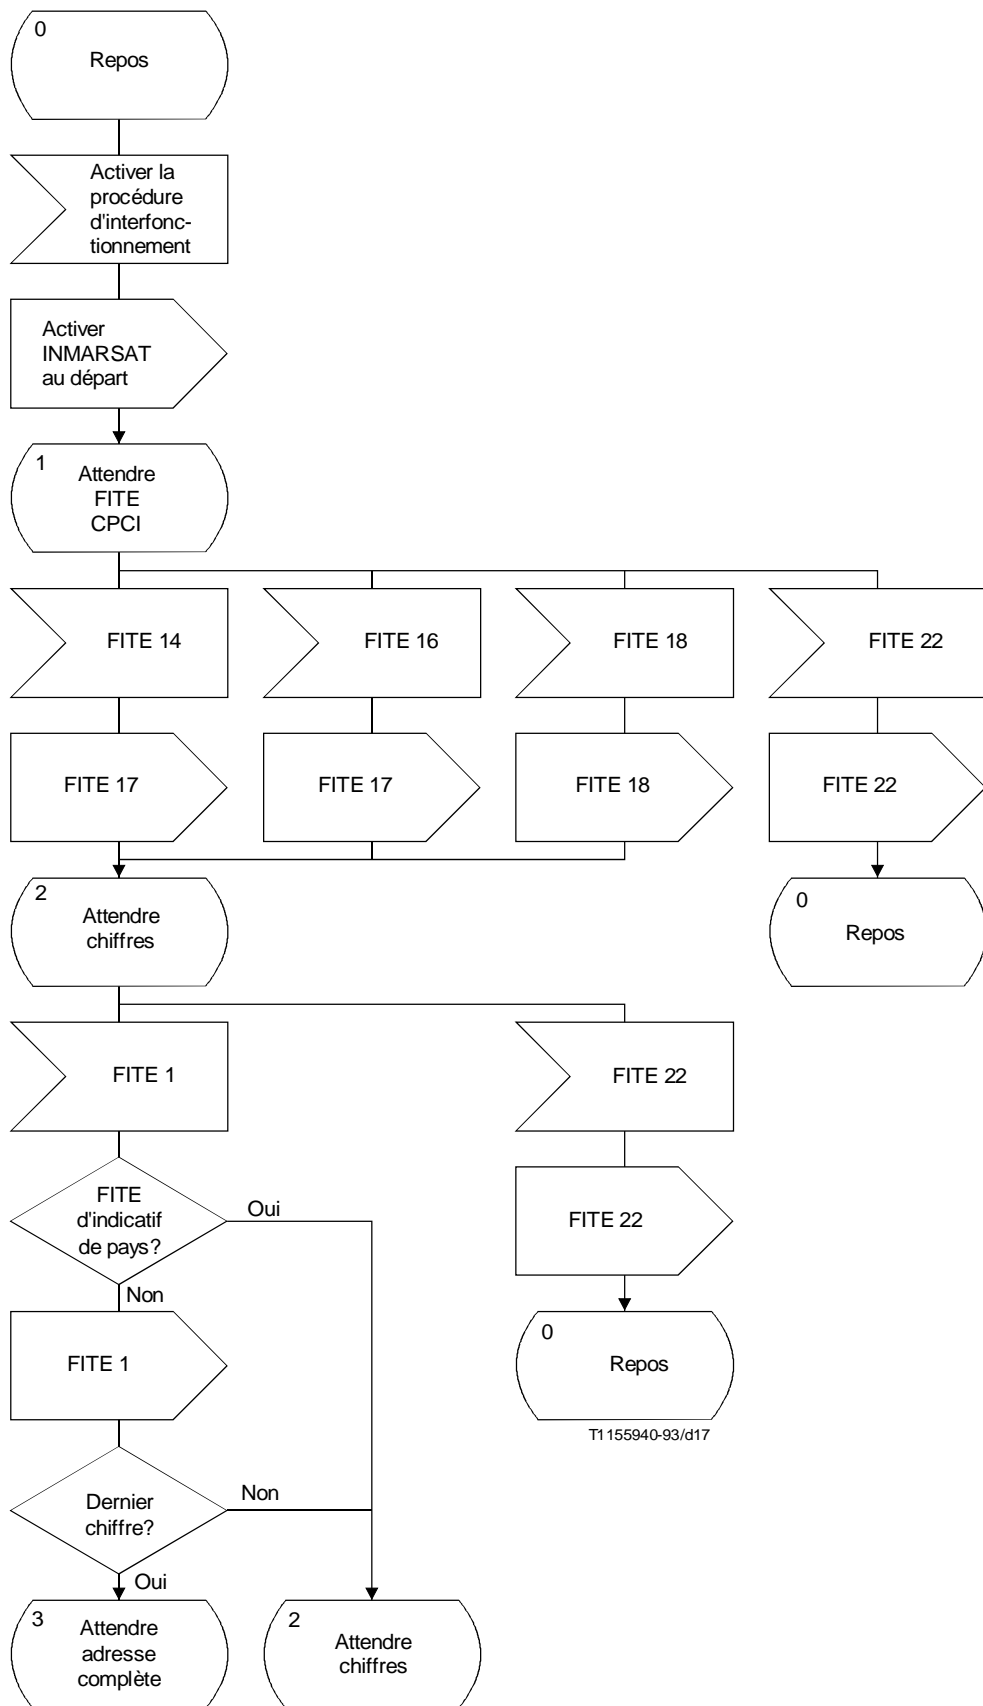 0
Repos
Activer la
procédure
d'interfonc-
tionnement
Activer
INMARSAT
au départ
1
Attendre
FITE
CPCI
FITE 14
FITE 16
FITE 18
FITE 22
FITE 17
FITE 17
FITE 18
FITE 22
2
Attendre
chiffres
0
Repos
FITE 1
FITE 22
FITE
d'indicatif
de pays?
Oui
Non
FITE 22
FITE 1
0
Repos
T1155940-93/d17
Dernier
chiffre?
Non
Oui
3
Attendre
adresse
complète
2
Attendre
chiffres